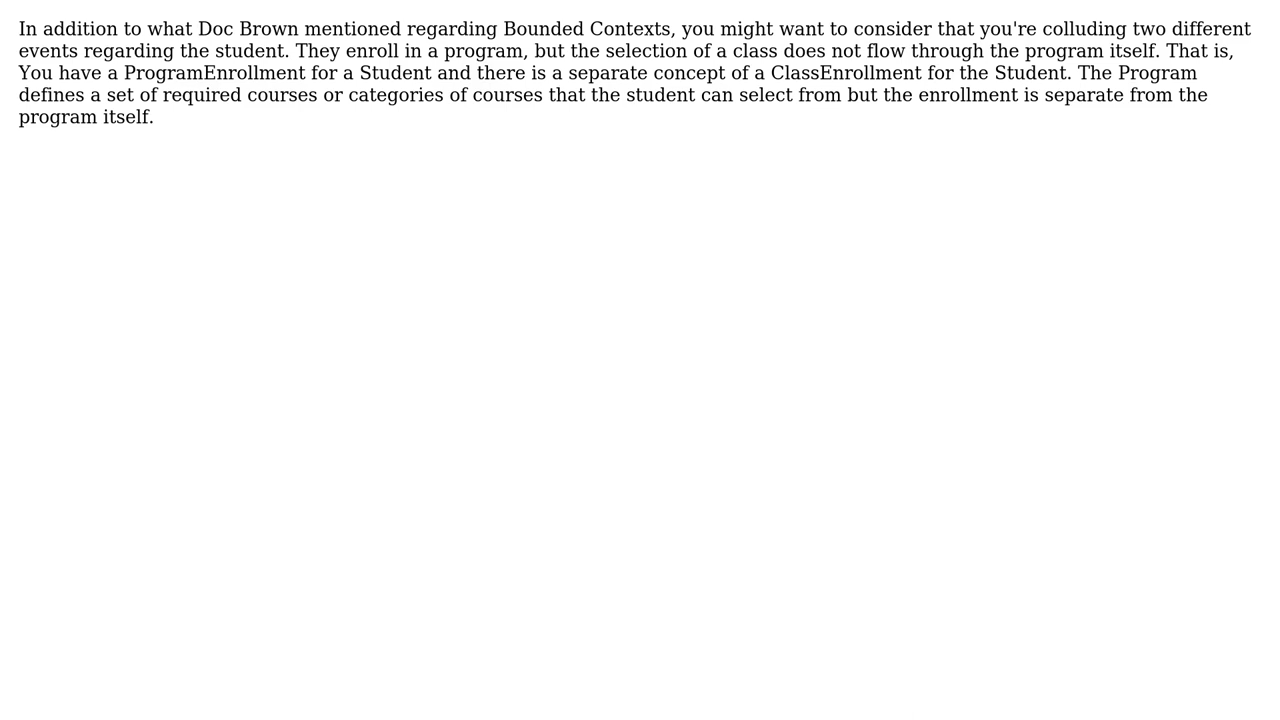 In addition to what Doc Brown mentioned regarding Bounded Contexts, you might want to consider that you're colluding two different
events regarding the student. They enroll in a program, but the selection of a class does not flow through the program itself. That is,
You have a ProgramEnrollment for a Student and there is a separate concept of a ClassEnrollment for the Student. The Program
defines a set of required courses or categories of courses that the student can select from but the enrollment is separate from the
program itself.